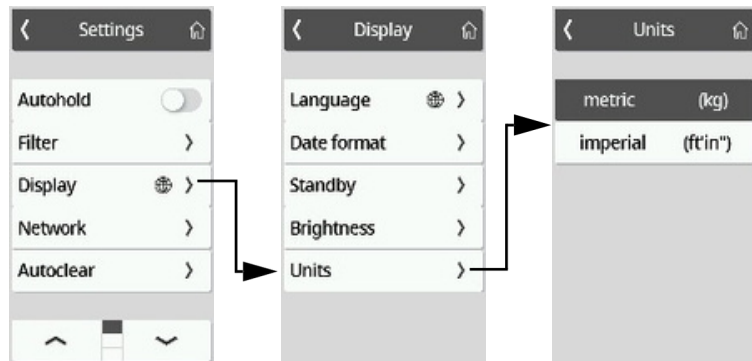 Settings
Autohold
Filter
Display
Network
Autoclear
Display
Language
Date format
Standby
Brightness
Units
Units
metric (kg)
imperial (ft'in")